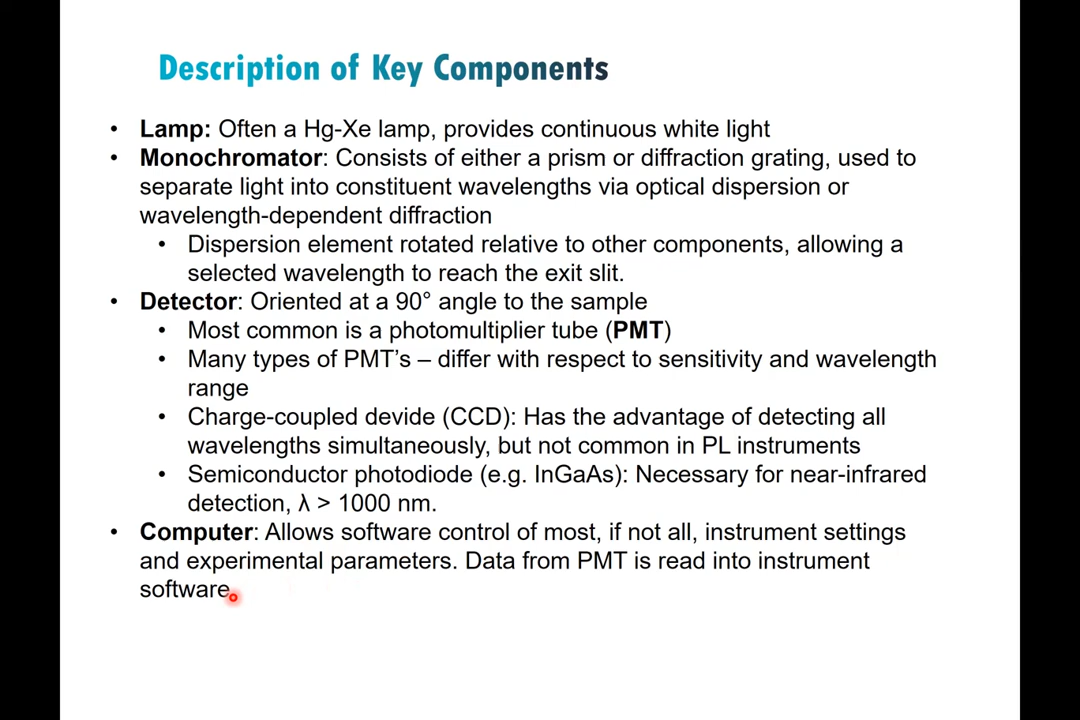 Description of Key Components
• Lamp: Often a Hg-Xe lamp, provides continuous white light
• Monochromator: Consists of either a prism or diffraction grating, used to
separate light into constituent wavelengths via optical dispersion or
wavelength-dependent diffraction
• Dispersion element rotated relative to other components, allowing a
selected wavelength to reach the exit slit.
• Detector: Oriented at a 90° angle to the sample
• Most common is a photomultiplier tube (PMT)
• Many types of PMT's – differ with respect to sensitivity and wavelength
range
• Charge-coupled devide (CCD): Has the advantage of detecting all
wavelengths simultaneously, but not common in PL instruments
• Semiconductor photodiode (e.g. InGaAs): Necessary for near-infrared
detection, λ > 1000 nm.
• Computer: Allows software control of most, if not all, instrument settings
and experimental parameters. Data from PMT is read into instrument
software.